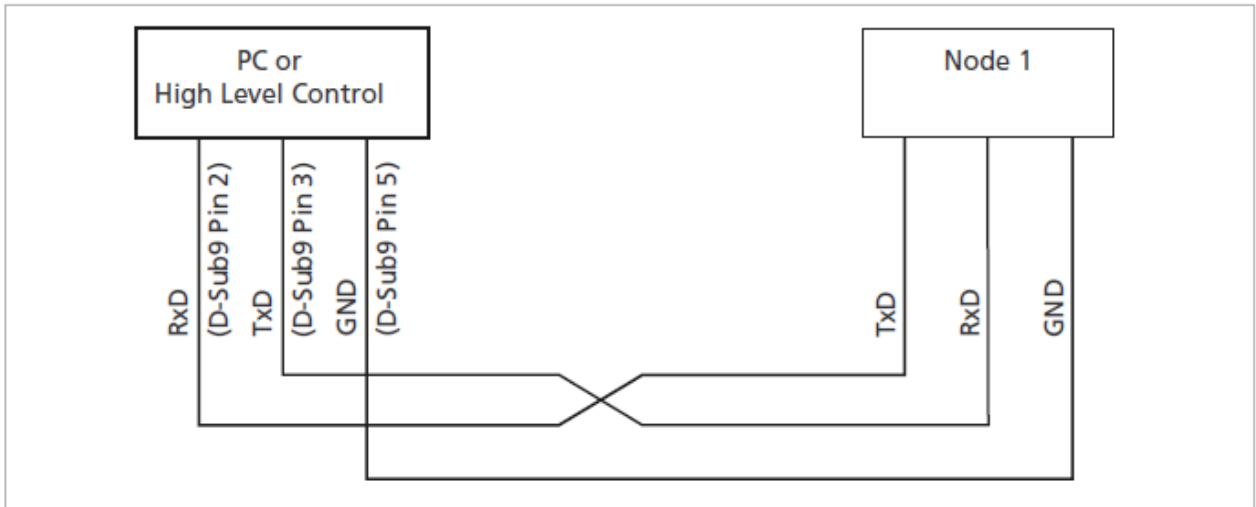 PC or
High Level Control
Node 1
RxD
(D-Sub9 Pin 2)
TxD
(D-Sub9 Pin 3)
GND
(D-Sub9 Pin 5)
TxD
RxD
GND